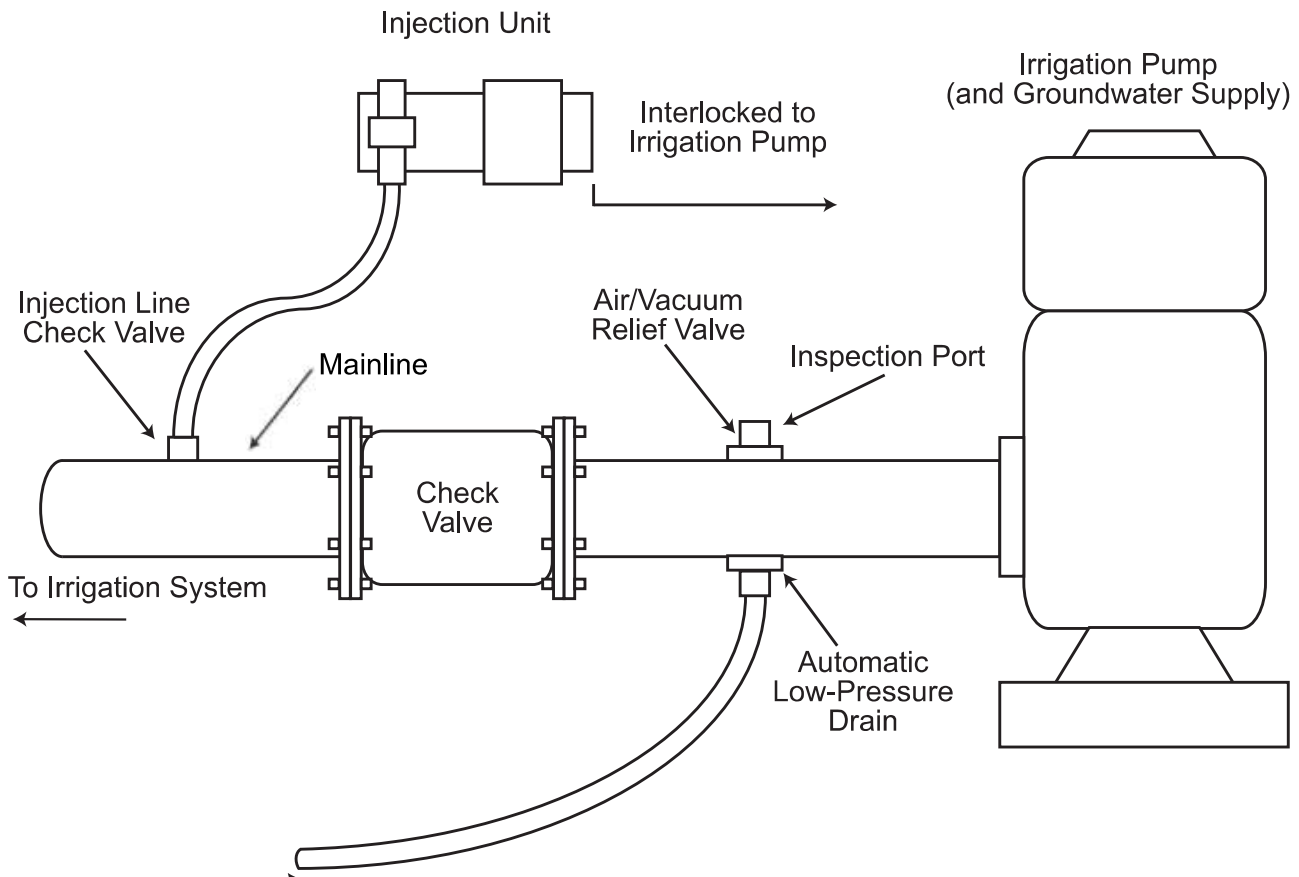 Injection Unit
Irrigation Pump
(and Groundwater Supply)
Interlocked to
Irrigation Pump
Injection Line
Check Valve
Mainline
Air/Vacuum
Relief Valve
Inspection Port
Check
Valve
To Irrigation System
Automatic
Low-Pressure
Drain